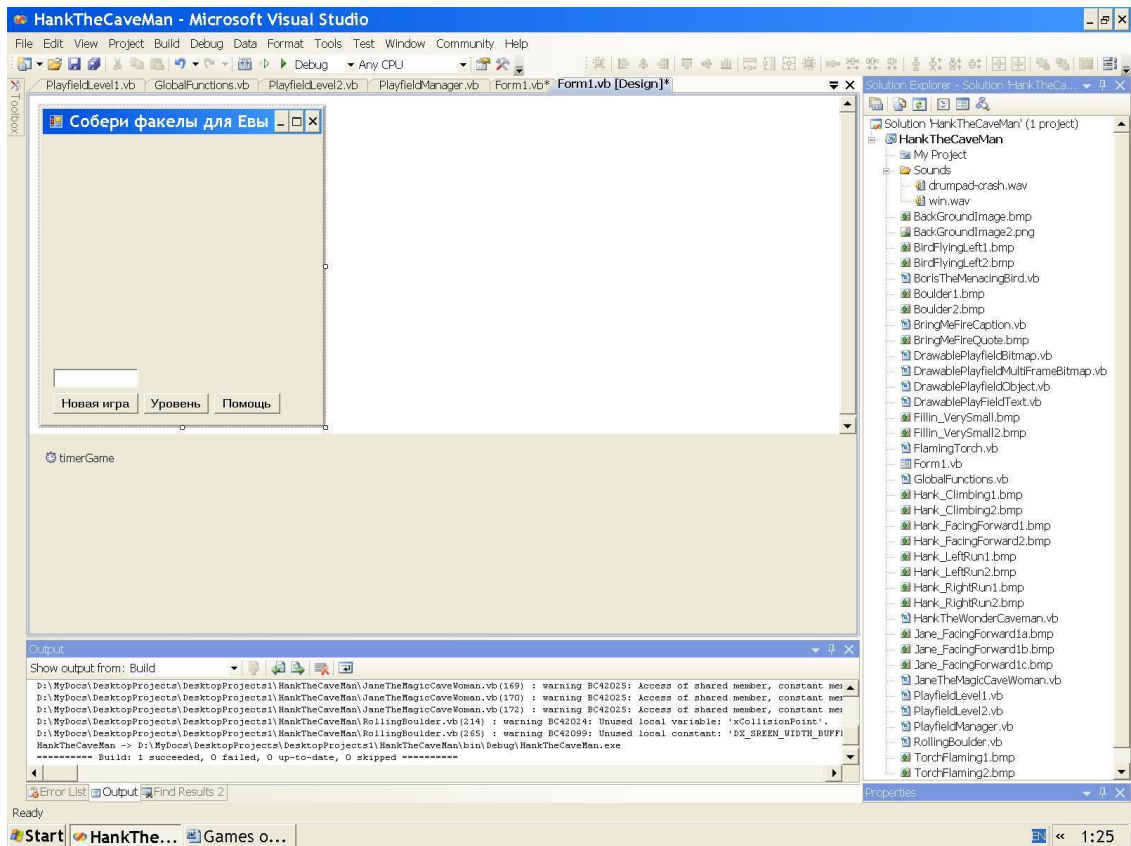 HankTheCaveMan - Microsoft Visual Studio
File Edit View Project Build Debug Data Format Tools Test Window Community Help
Debug Any CPU
Toolbox
PlayfieldLevel1.vb GlobalFunctions.vb PlayfieldLevel2.vb PlayfieldManager.vb Form1.vb* Form1.vb [Design]*
Собери факелы для Евы
Новая игра Уровень Помощь
timerGame
Output
Show output from: Build
D:\MyDocs\DesktopProjects\DesktopProjects1\HankTheCaveMan\JaneTheMagicCaveWoman.vb(169) : warning BC42025: Access of shared member, constant mem
D:\MyDocs\DesktopProjects\DesktopProjects1\HankTheCaveMan\JaneTheMagicCaveWoman.vb(170) : warning BC42025: Access of shared member, constant mem
D:\MyDocs\DesktopProjects\DesktopProjects1\HankTheCaveMan\JaneTheMagicCaveWoman.vb(172) : warning BC42025: Access of shared member, constant mem
D:\MyDocs\DesktopProjects\DesktopProjects1\HankTheCaveMan\RollingBoulder.vb(214) : warning BC42024: Unused local variable: 'xCollisionPoint'.
D:\MyDocs\DesktopProjects\DesktopProjects1\HankTheCaveMan\RollingBoulder.vb(265) : warning BC42099: Unused local constant: 'DX_SREEN_WIDTH_BUFF
HankTheCaveMan -> D:\MyDocs\DesktopProjects\DesktopProjects1\HankTheCaveMan\bin\Debug\HankTheCaveMan.exe
========== Build: 1 succeeded, 0 failed, 0 up-to-date, 0 skipped ==========
Error List Output Find Results 2
Solution Explorer - Solution 'HankTheCa...
Solution 'HankTheCaveMan' (1 project)
HankTheCaveMan
My Project
Sounds
drumpad-crash.wav
win.wav
BackGroundImage.bmp
BackGroundImage2.png
BirdFlyingLeft1.bmp
BirdFlyingLeft2.bmp
BorisTheMenacingBird.vb
Boulder1.bmp
Boulder2.bmp
BringMeFireCaption.vb
BringMeFireQuote.bmp
DrawablePlayfieldBitmap.vb
DrawablePlayfieldMultiFrameBitmap.vb
DrawablePlayfieldObject.vb
DrawablePlayFieldText.vb
Fillin_VerySmall.bmp
Fillin_VerySmall2.bmp
FlamingTorch.vb
Form1.vb
GlobalFunctions.vb
Hank_Climbing1.bmp
Hank_Climbing2.bmp
Hank_FacingForward1.bmp
Hank_FacingForward2.bmp
Hank_LeftRun1.bmp
Hank_LeftRun2.bmp
Hank_RightRun1.bmp
Hank_RightRun2.bmp
HankTheWonderCaveman.vb
Jane_FacingForward1a.bmp
Jane_FacingForward1b.bmp
Jane_FacingForward1c.bmp
JaneTheMagicCaveWoman.vb
PlayfieldLevel1.vb
PlayfieldLevel2.vb
PlayfieldManager.vb
RollingBoulder.vb
TorchFlaming1.bmp
TorchFlaming2.bmp
Properties
Ready
Start HankThe... Games o... EN « 1:25